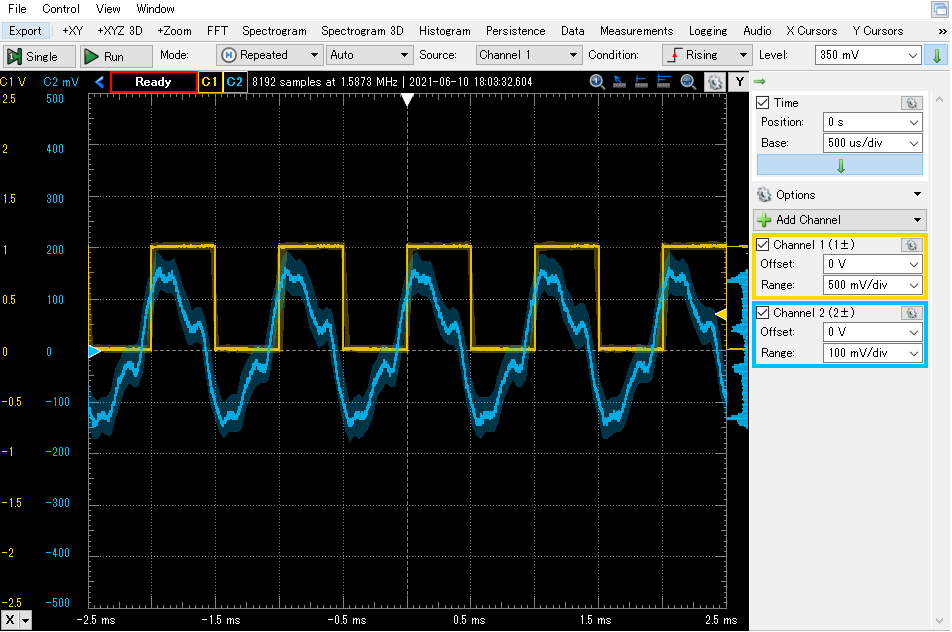 File Control View Window
Export +XY +XYZ 3D +Zoom FFT Spectrogram Spectrogram 3D Histogram Persistence Data Measurements Logging Audio X Cursors Y Cursors »
Single Run Mode: Repeated Auto Source: Channel 1 Condition: Rising Level: 350 mV
C1 V C2 mV Ready C1 C2 8192 samples at 1.5873 MHz | 2021-06-10 18:03:32.604 Y
2.5 500
2 400
1.5 300
1 200
0.5 100
0 0
-0.5 -100
-1 -200
-1.5 -300
-2 -400
-2.5 -500
X -2.5 ms -1.5 ms -0.5 ms 0.5 ms 1.5 ms 2.5 ms
Time
Position: 0 s
Base: 500 us/div
Options
Add Channel
Channel 1 (1±)
Offset: 0 V
Range: 500 mV/div
Channel 2 (2±)
Offset: 0 V
Range: 100 mV/div